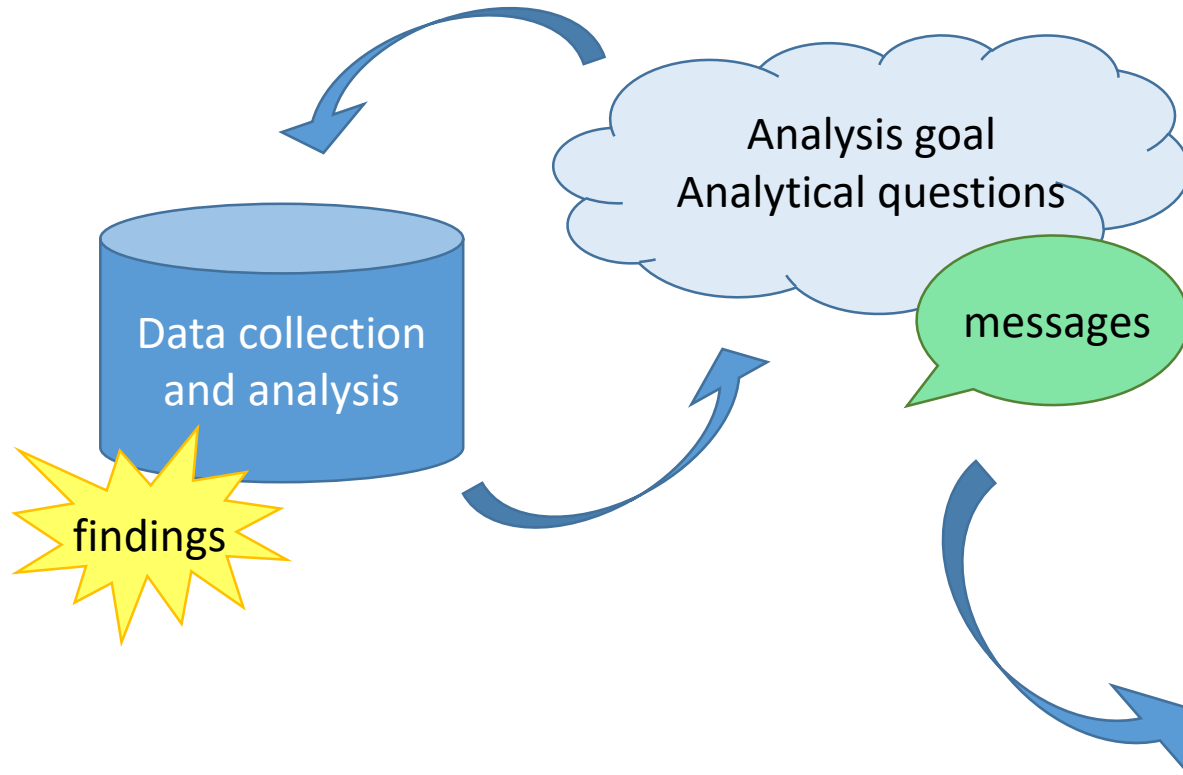 Analysis goal
Analytical questions
messages
Data collection
and analysis
findings